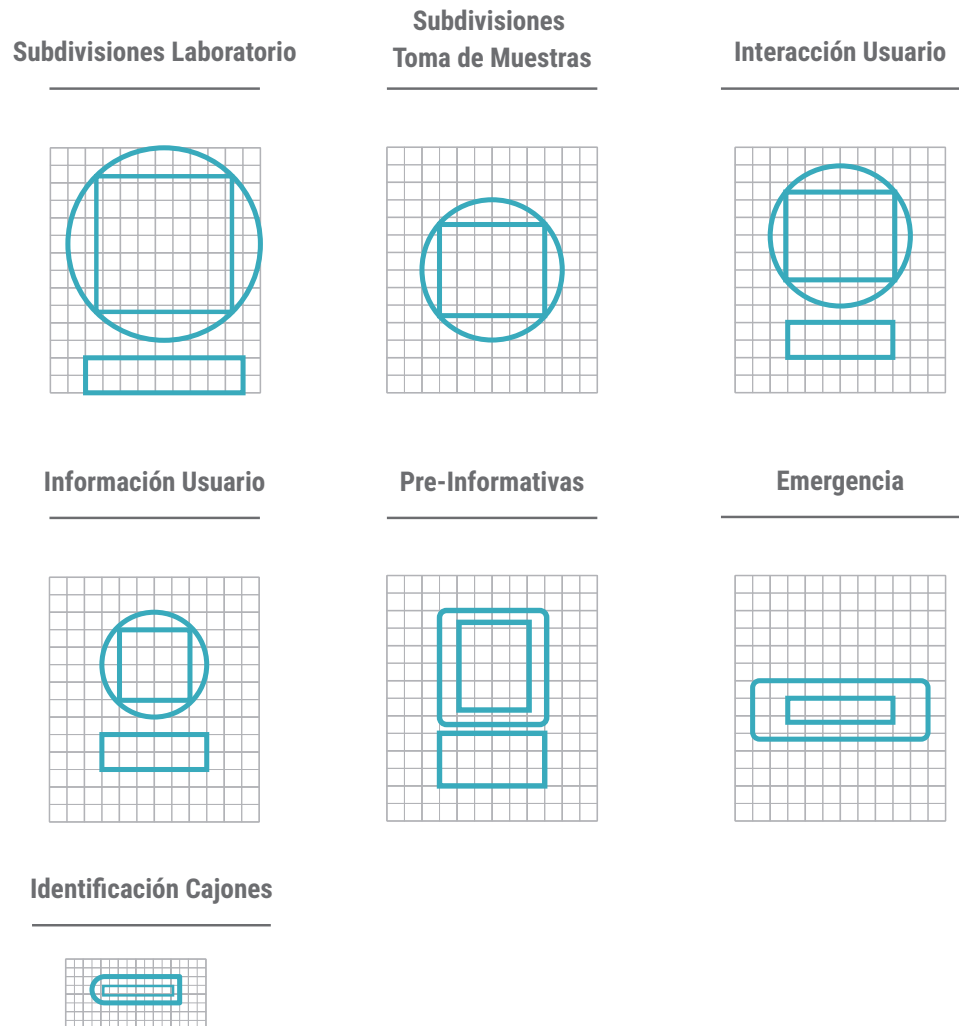 Subdivisiones Laboratorio
Subdivisiones
Toma de Muestras
Interacción Usuario
Información Usuario
Pre-Informativas
Emergencia
Identificación Cajones